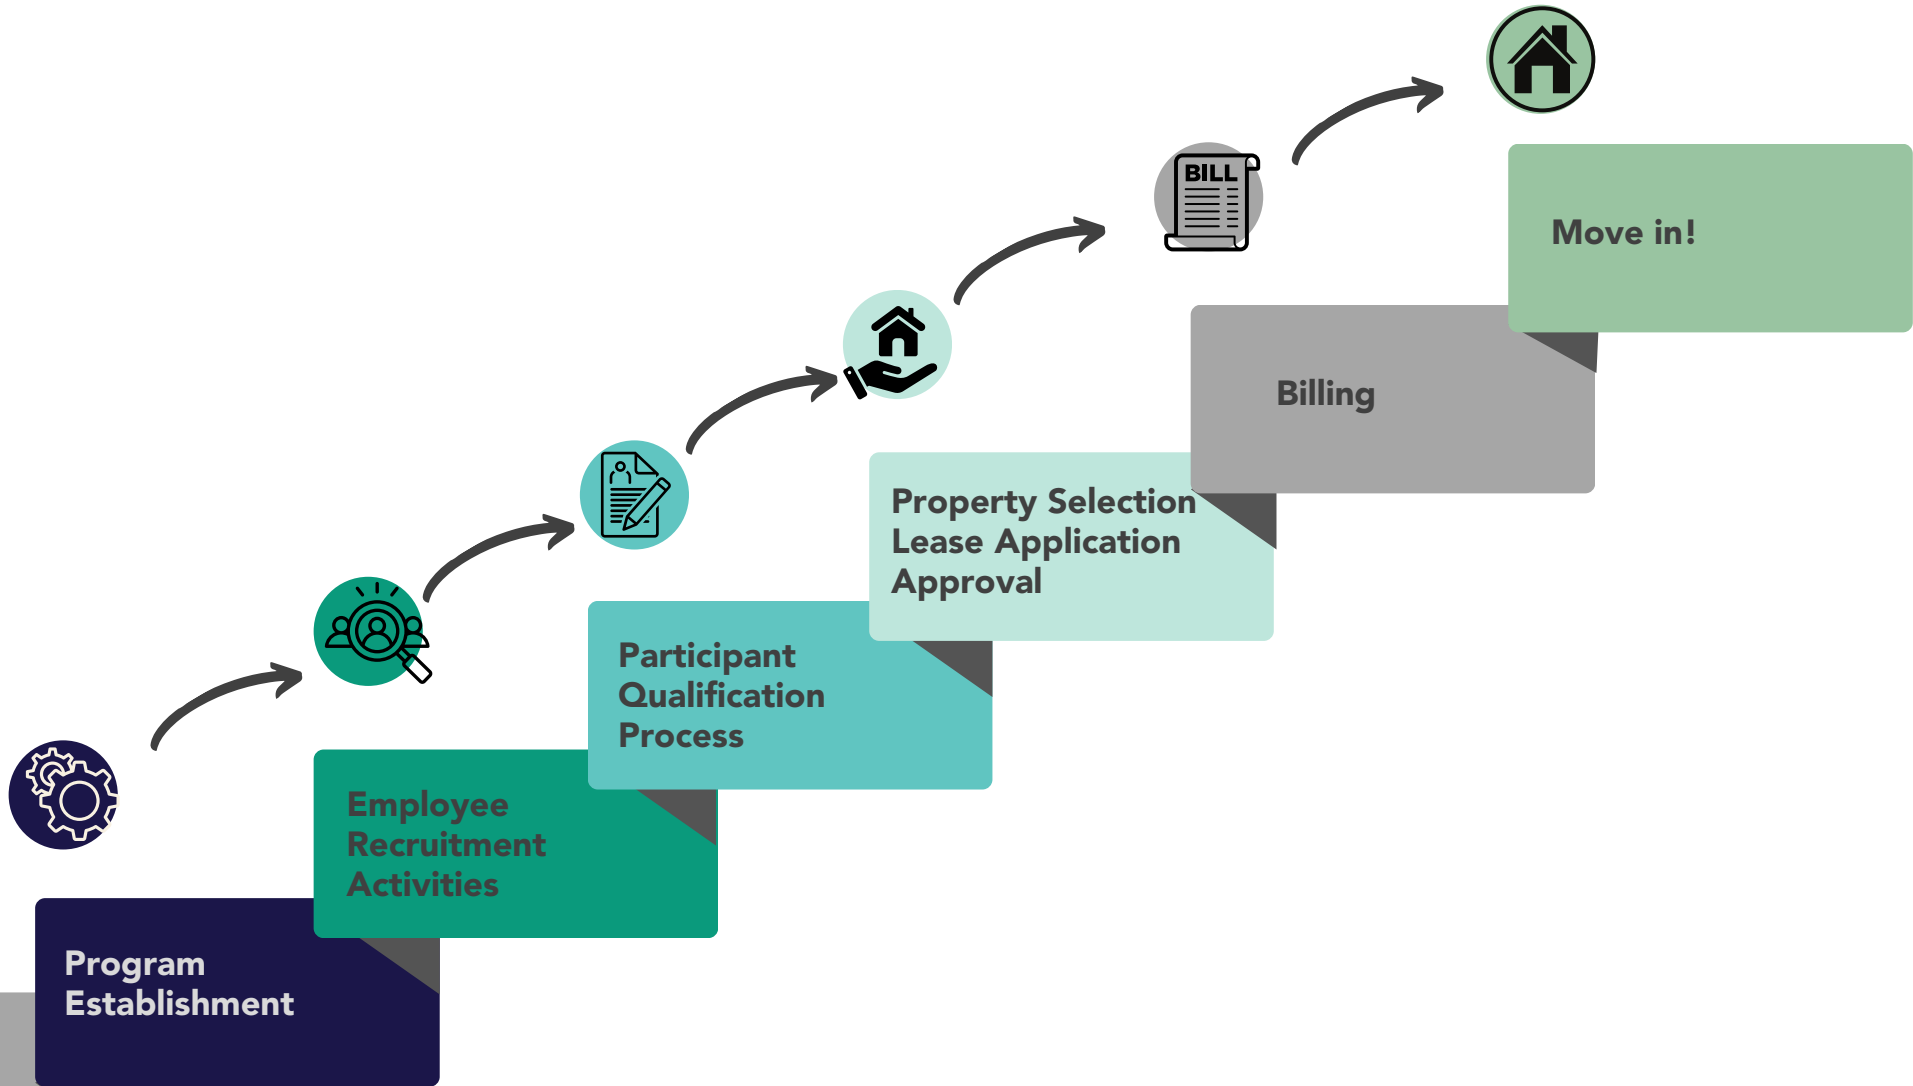 BILL
Move in!
Billing
Property Selection
Lease Application
Approval
Participant
Qualification
Process
Employee
Recruitment
Activities
Program
Establishment